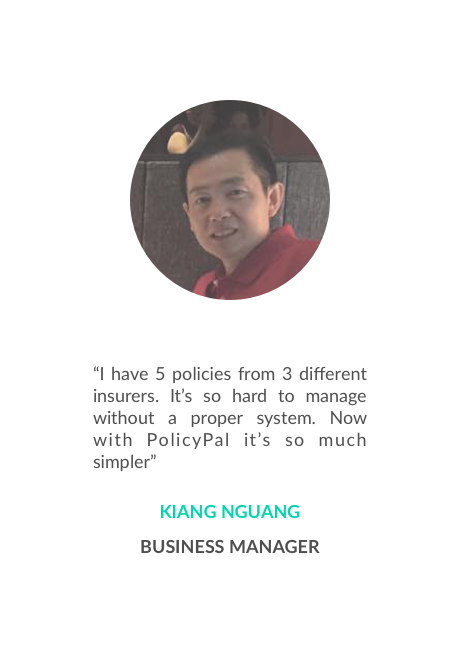 “I have 5 policies from 3 different
insurers. It’s so hard to manage
without a proper system. Now
with PolicyPal it’s so much
simpler”
KIANG NGUANG
BUSINESS MANAGER